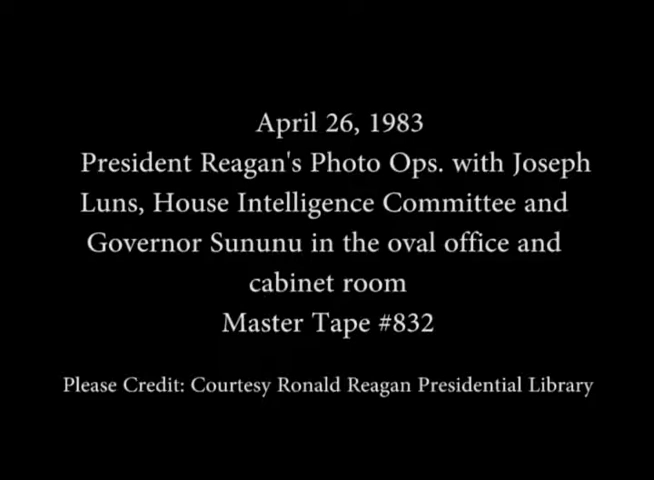 April 26, 1983
President Reagan's Photo Ops. with Joseph
Luns, House Intelligence Committee and
Governor Sununu in the oval office and
cabinet room
Master Tape #832
Please Credit: Courtesy Ronald Reagan Presidential Library